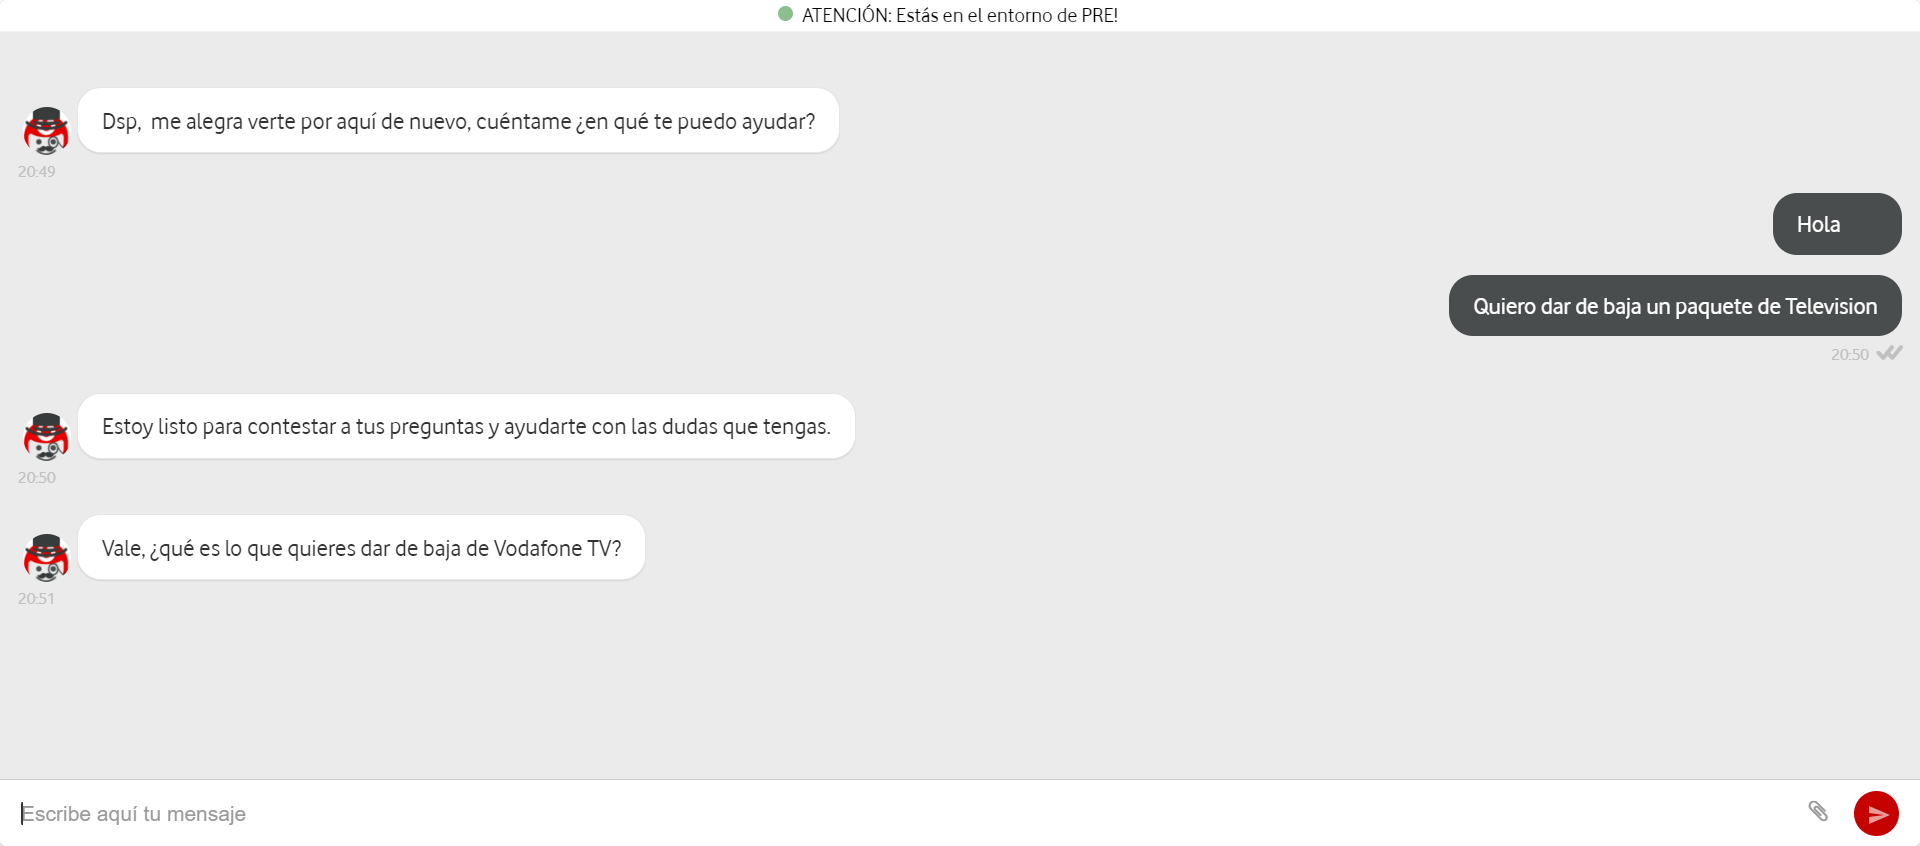 ATENCIÓN: Estás en el entorno de PRE!
Dsp, me alegra verte por aquí de nuevo, cuéntame ¿en qué te puedo ayudar?
20:49
Hola
Quiero dar de baja un paquete de Television
20:50
Estoy listo para contestar a tus preguntas y ayudarte con las dudas que tengas.
20:50
Vale, ¿qué es lo que quieres dar de baja de Vodafone TV?
20:51
Escribe aquí tu mensaje